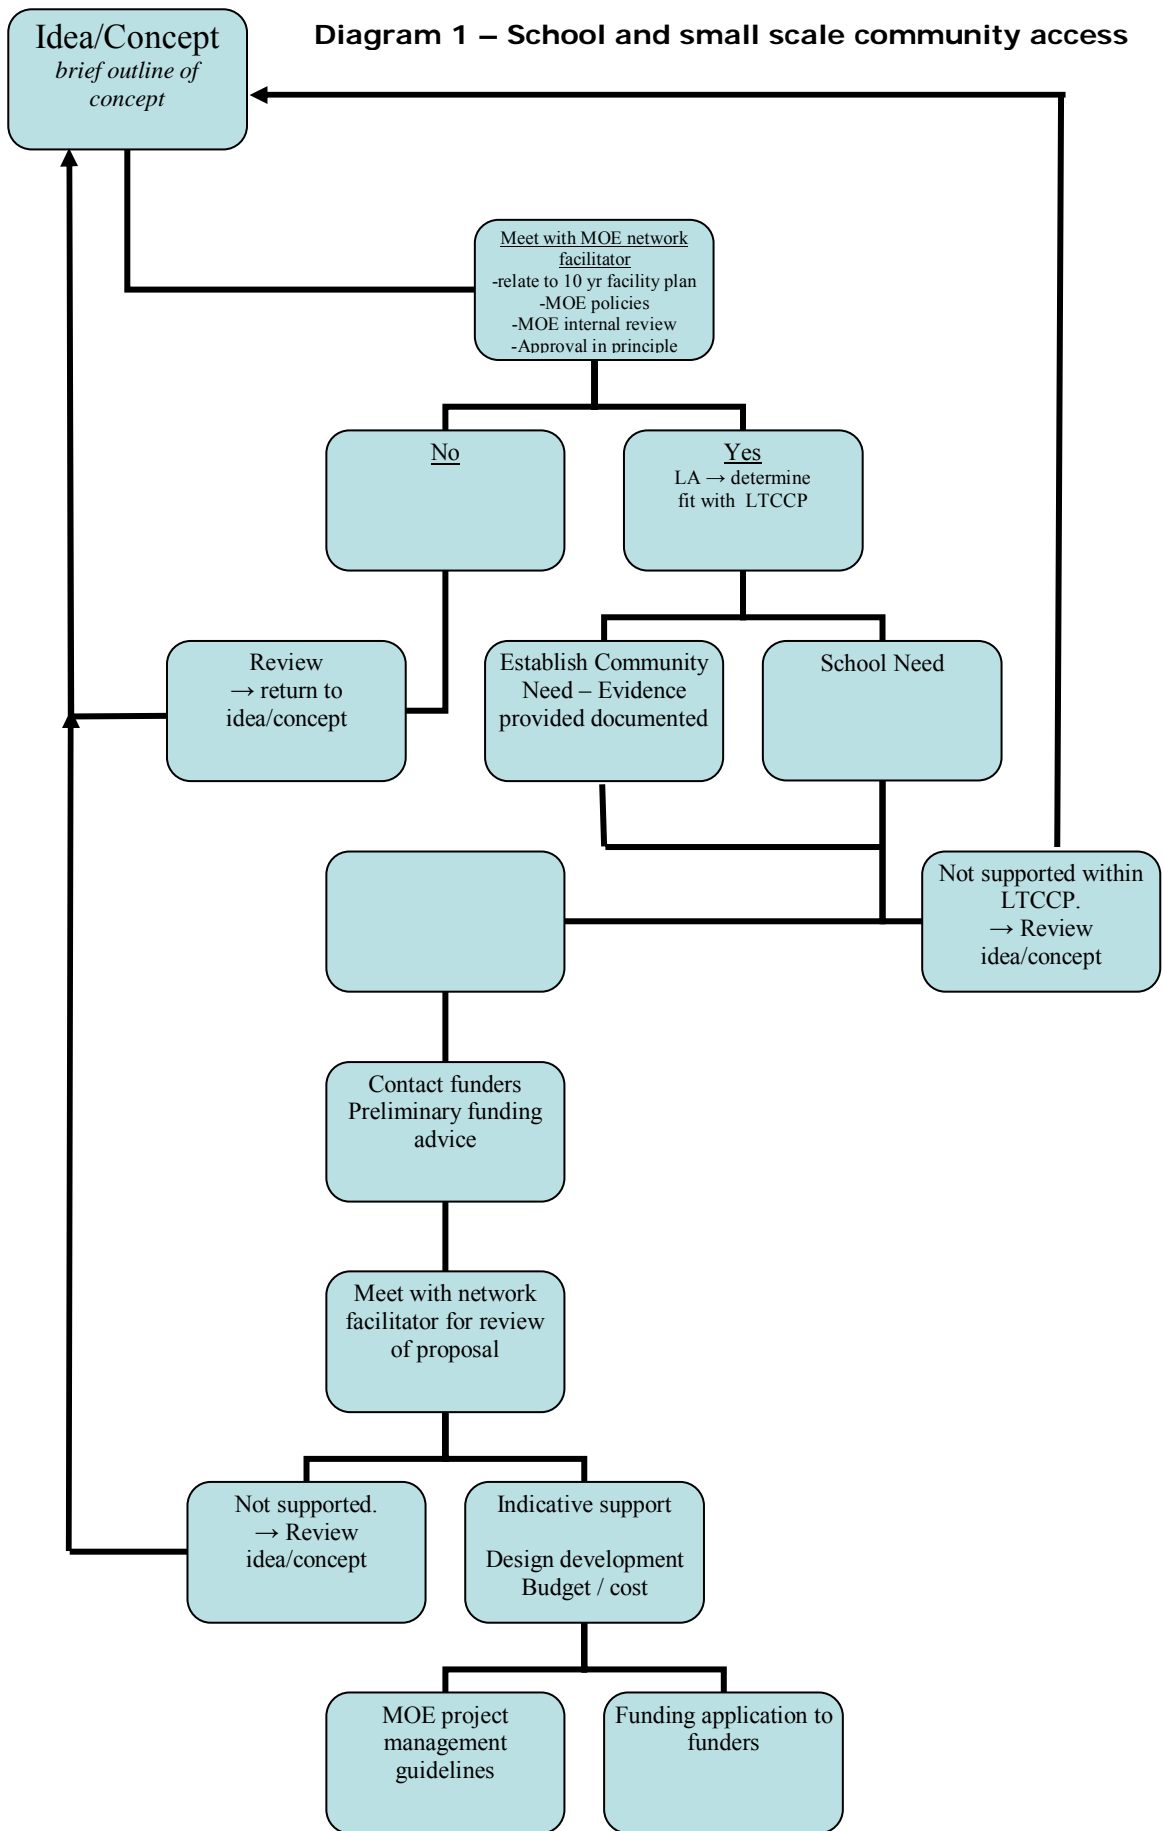 Diagram 1 – School and small scale community access
Idea/Concept
brief outline of
concept
Meet with MOE network
facilitator
-relate to 10 yr facility plan
-MOE policies
-MOE internal review
-Approval in principle
No
Yes
LA → determine
fit with LTCCP
Review
→ return to
idea/concept
Establish Community
Need – Evidence
provided documented
School Need
Not supported within
LTCCP.
→ Review
idea/concept
Contact funders
Preliminary funding
advice
Meet with network
facilitator for review
of proposal
Not supported.
→ Review
idea/concept
Indicative support
Design development
Budget / cost
MOE project
management
guidelines
Funding application to
funders